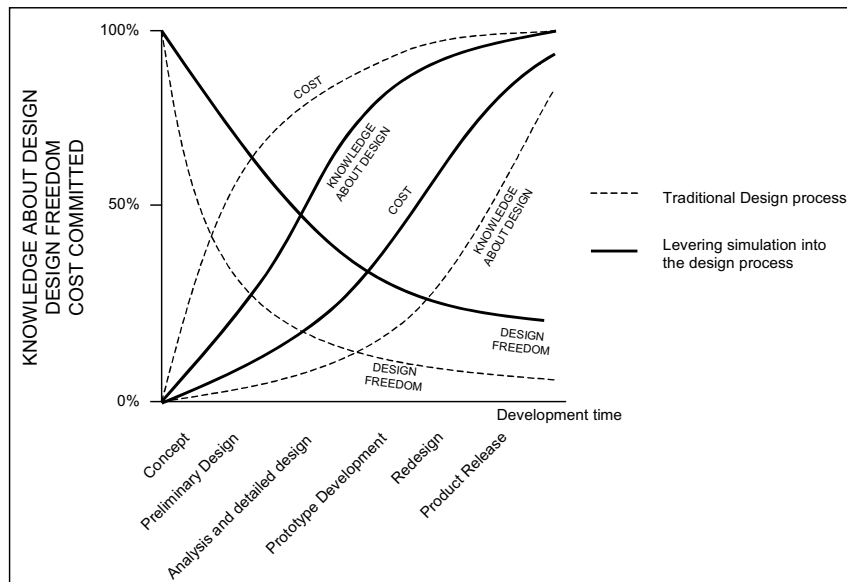 100%
50%
0%
KNOWLEDGE ABOUT DESIGN
DESIGN FREEDOM
COST COMMITTED
COST
KNOWLEDGE
ABOUT DESIGN
COST
KNOWLEDGE
ABOUT DESIGN
DESIGN
FREEDOM
DESIGN
FREEDOM
Development time
Concept
Preliminary Design
Analysis and detailed design
Prototype Development
Redesign
Product Release
Traditional Design process
Levering simulation into
the design process